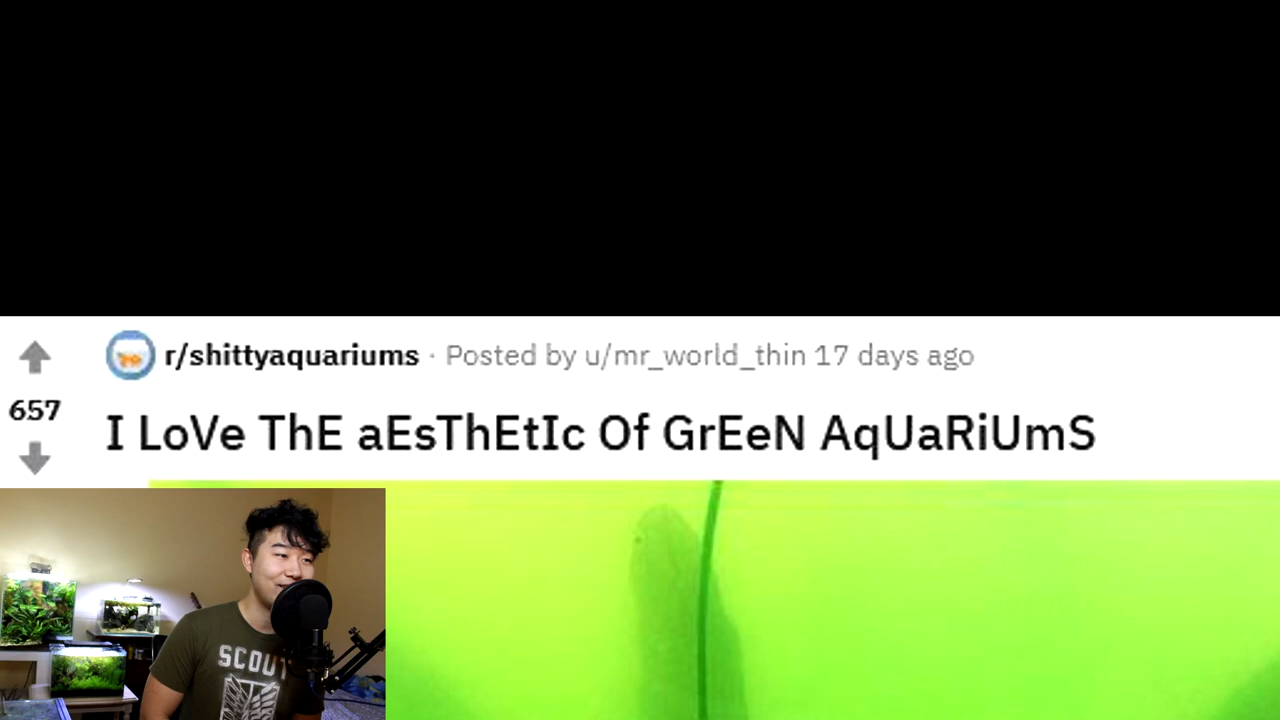 r/shittyaquariums · Posted by u/mr_world_thin 17 days ago
657
I LoVe ThE aEsThEtIc Of GrEeN AqUaRiUmS
SCOUT